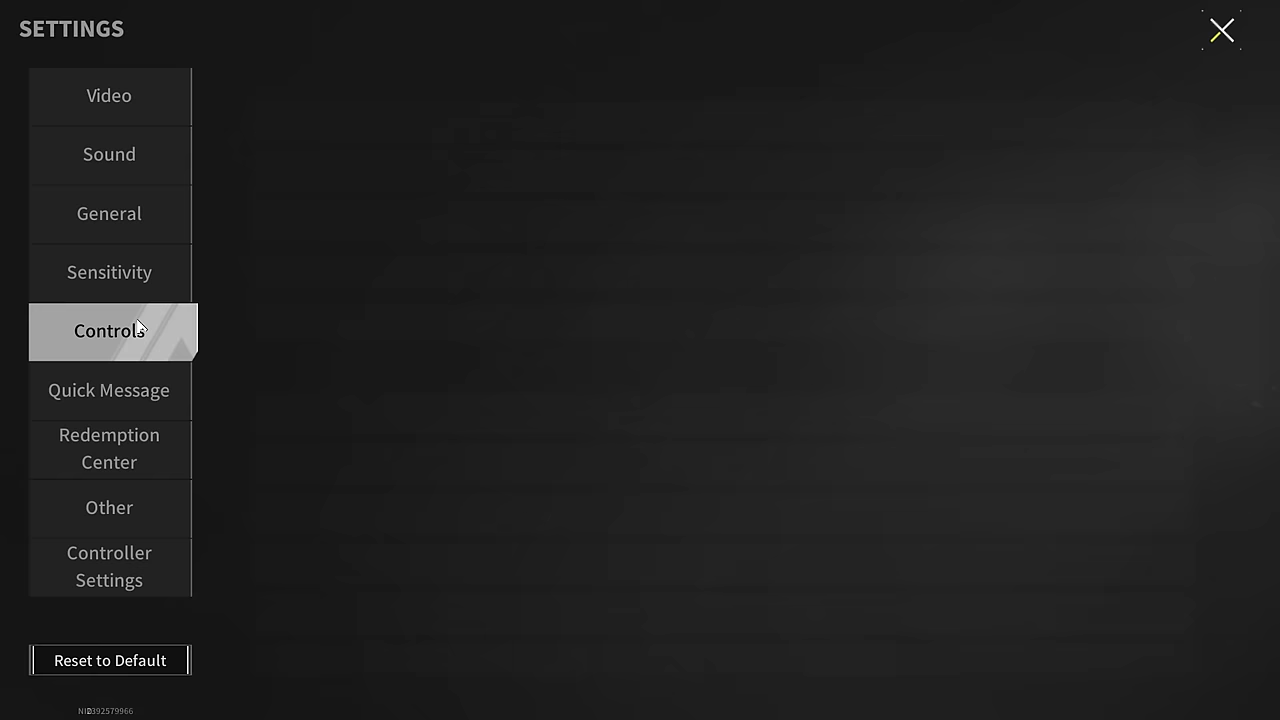 SETTINGS
Video
Sound
General
Sensitivity
Controls
Quick Message
Redemption
Center
Other
Controller
Settings
Reset to Default